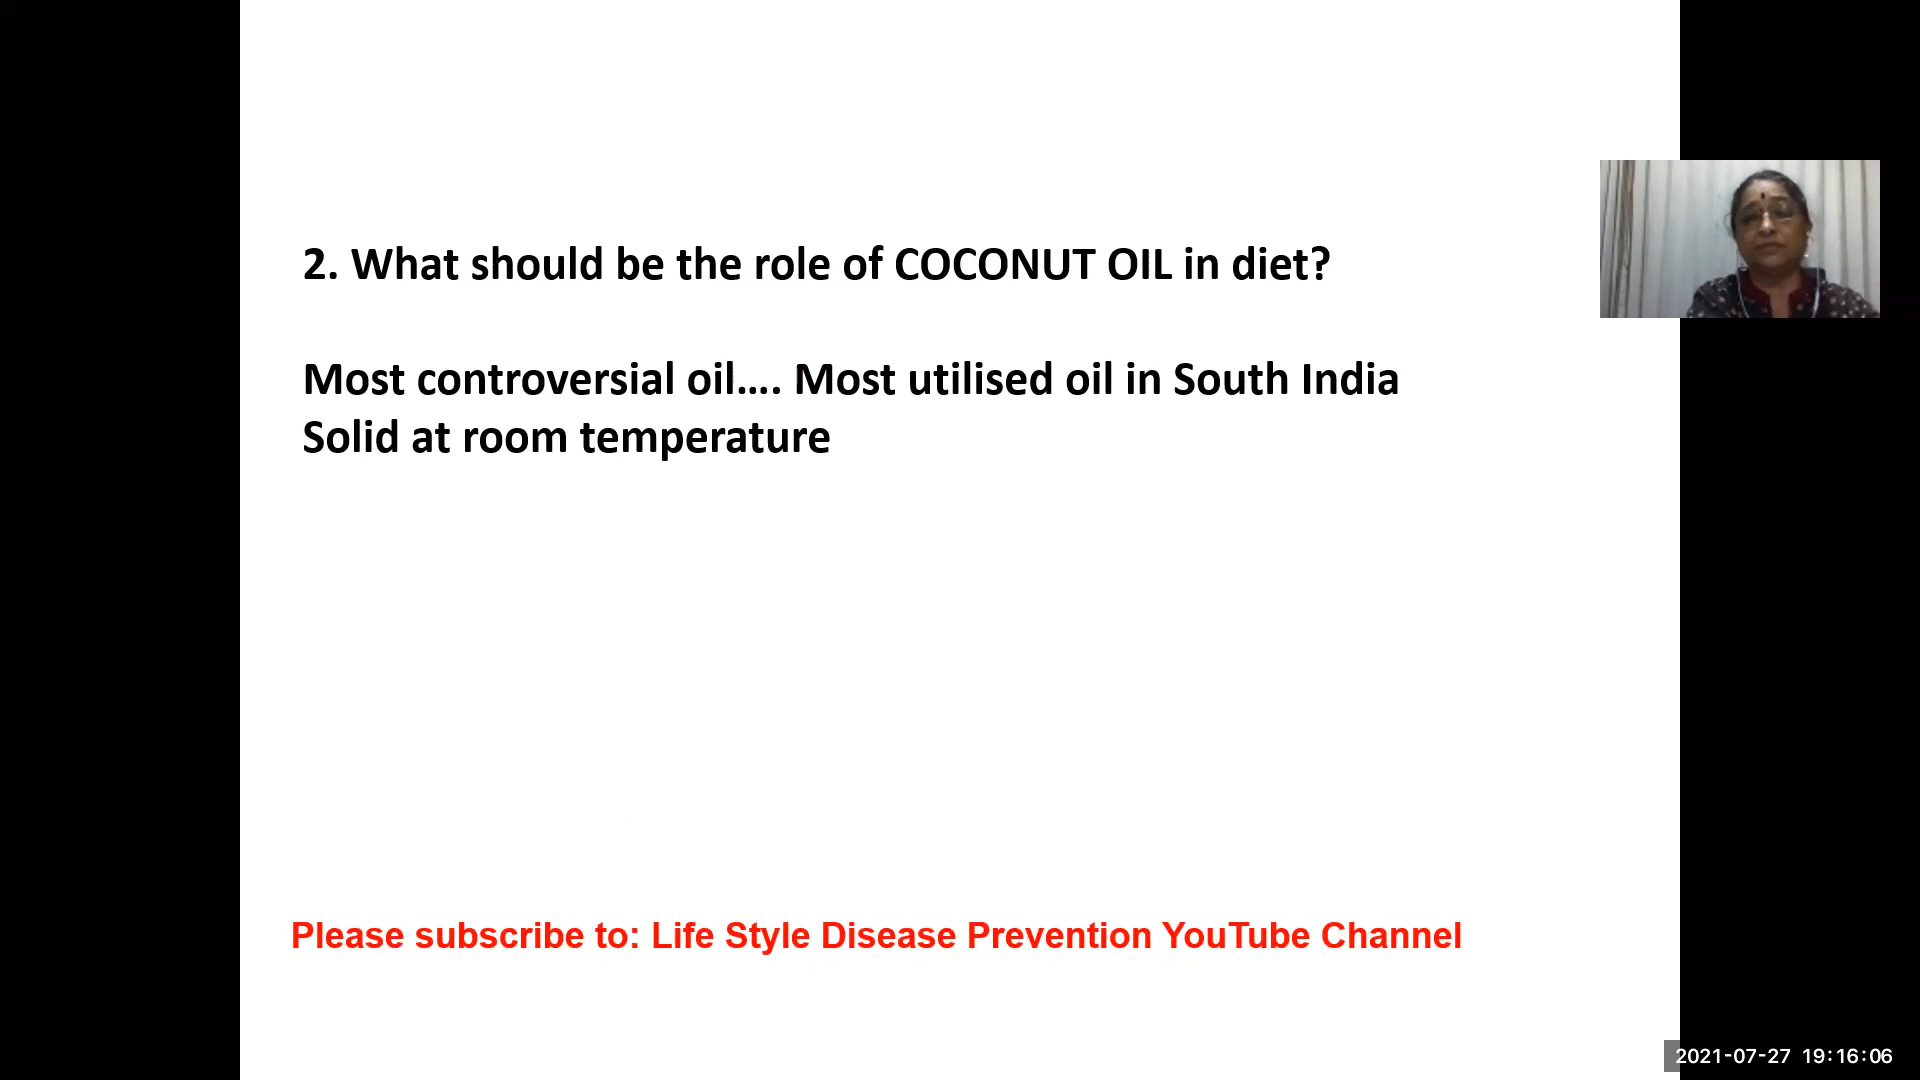 2. What should be the role of COCONUT OIL in diet?
Most controversial oil…. Most utilised oil in South India
Solid at room temperature
Please subscribe to: Life Style Disease Prevention YouTube Channel
2021-07-27 19:16:06